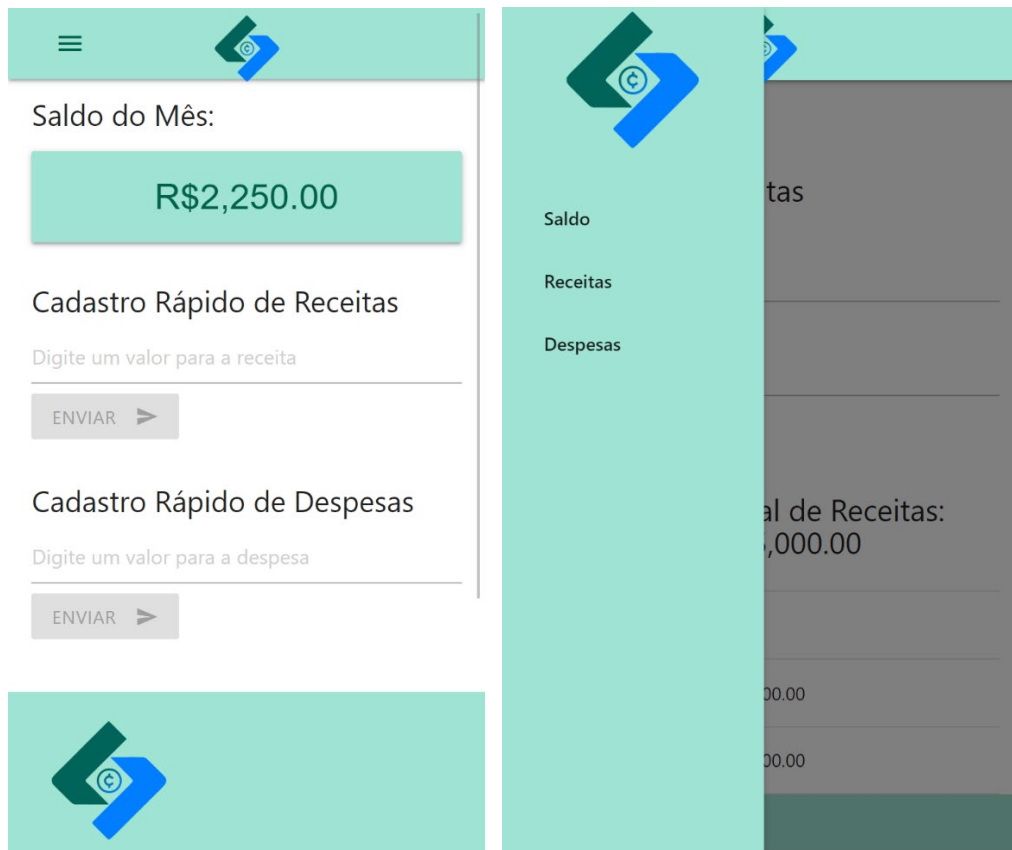 Saldo do Mês:
R$2,250.00
Cadastro Rápido de Receitas
Digite um valor para a receita
ENVIAR
Cadastro Rápido de Despesas
Digite um valor para a despesa
ENVIAR
Saldo
Receitas
Despesas
tas
al de Receitas:
,000.00
00.00
00.00